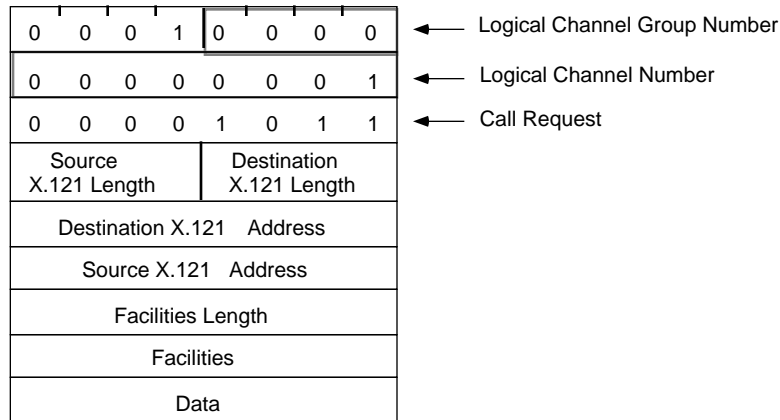 0 0 0 1 0 0 0 0 Logical Channel Group Number
0 0 0 0 0 0 0 1 Logical Channel Number
0 0 0 0 1 0 1 1 Call Request
Source Destination
X.121 Length X.121 Length
Destination X.121 Address
Source X.121 Address
Facilities Length
Facilities
Data